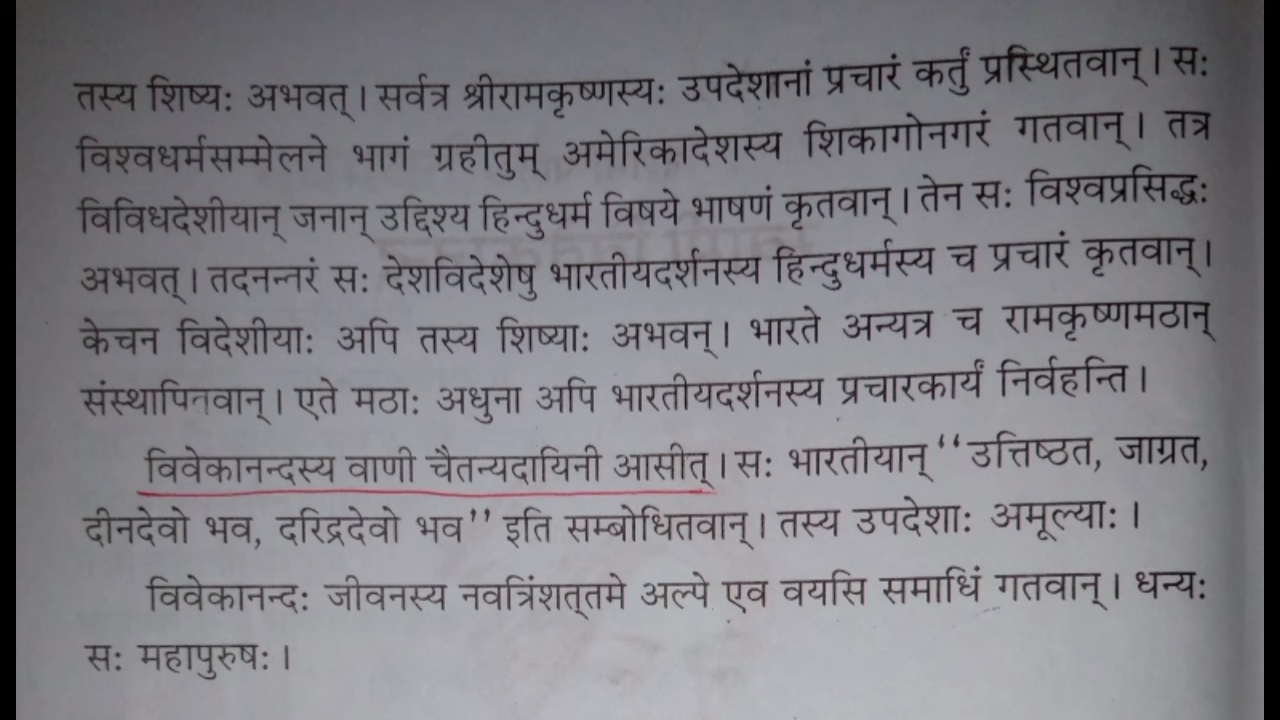 तस्य शिष्यः अभवत् । सर्वत्र श्रीरामकृष्णस्यः उपदेशानां प्रचारं कर्तुं प्रस्थितवान् । सः
विश्वधर्मसम्मेलने भागं ग्रहीतुम् अमेरिकादेशस्य शिकागोनगरं गतवान् । तत्र
विविधदेशीयान् जनान् उद्दिश्य हिन्दुधर्म विषये भाषणं कृतवान् । तेन सः विश्वप्रसिद्धः
अभवत् । तदनन्तरं सः देशविदेशेषु भारतीयदर्शनस्य हिन्दुधर्मस्य च प्रचारं कृतवान् ।
केचन विदेशीयाः अपि तस्य शिष्याः अभवन् । भारते अन्यत्र च रामकृष्णमठान्
संस्थापितवान् । एते मठाः अधुना अपि भारतीयदर्शनस्य प्रचारकार्यं निर्वहन्ति ।
विवेकानन्दस्य वाणी चैतन्यदायिनी आसीत् । सः भारतीयान् ‘‘उत्तिष्ठत, जाग्रत,
दीनदेवो भव, दरिद्रदेवो भव’’ इति सम्बोधितवान् । तस्य उपदेशाः अमूल्याः ।
विवेकानन्दः जीवनस्य नवत्रिंशत्तमे अल्पे एव वयसि समाधिं गतवान् । धन्यः
सः महापुरुषः ।